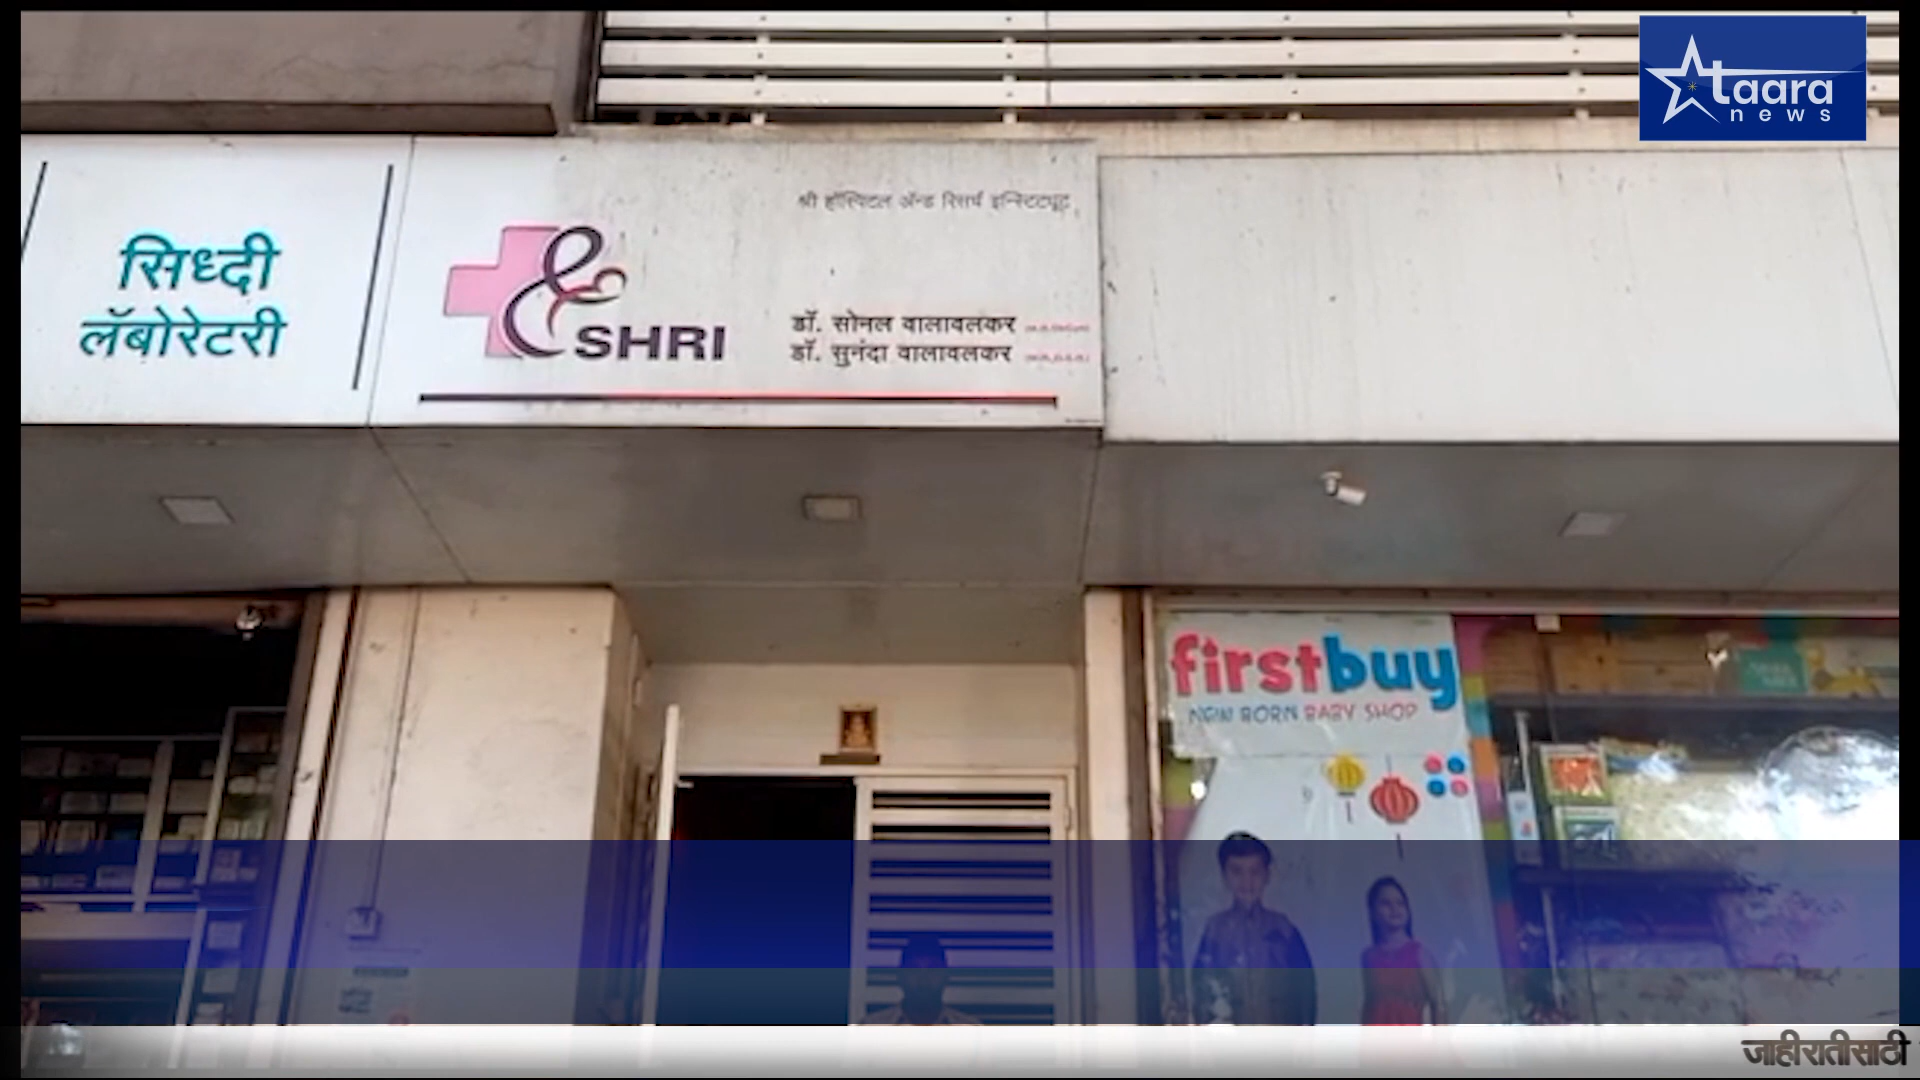 taara
news
श्री हॉस्पिटल अॅन्ड रिसर्च इन्स्टिट्यूट
सिध्दी
लॅबोरेटरी
SHRI
डॉ. सोनल वालावलकर
डॉ. सुनंदा वालावलकर
firstbuy
NEW BORN BABY SHOP
जाहीरातीसाठी